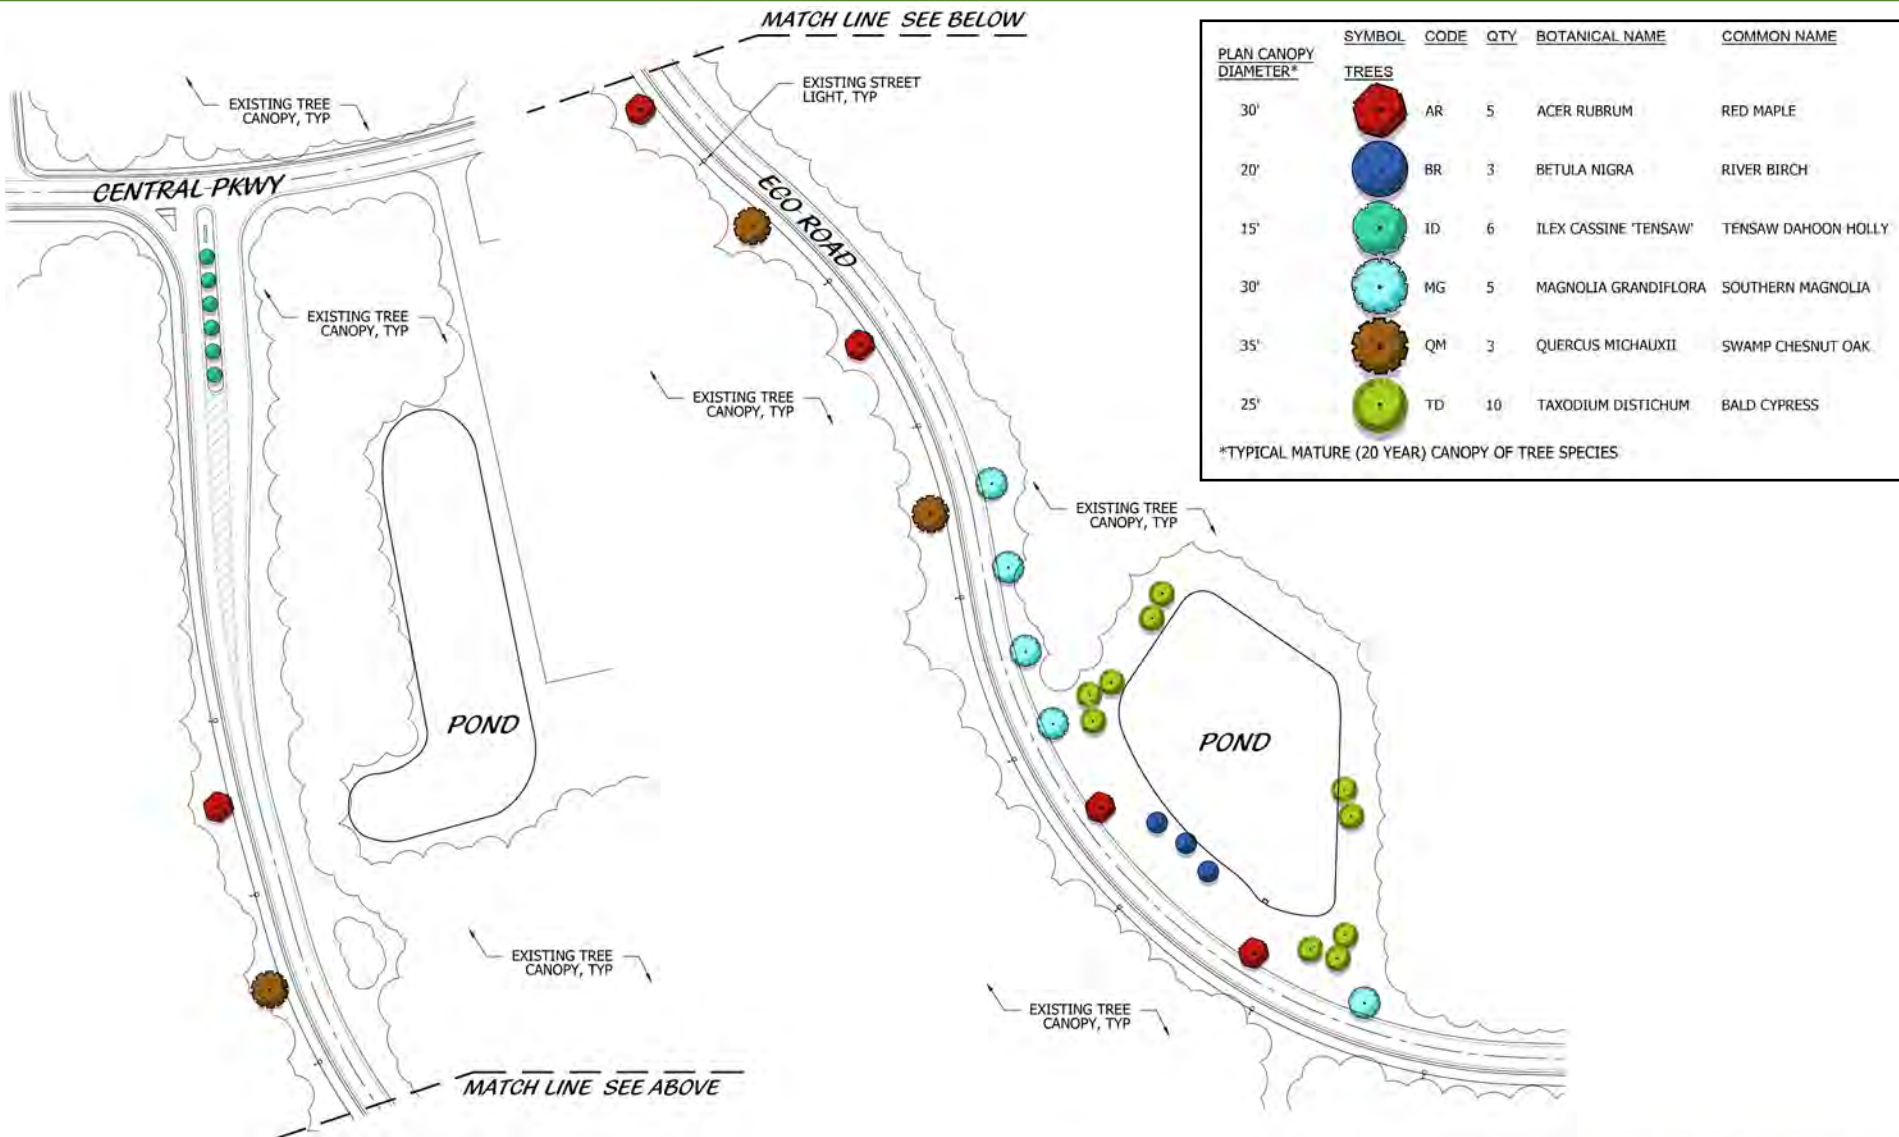 MATCH LINE SEE BELOW
EXISTING STREET
LIGHT, TYP
EXISTING TREE
CANOPY, TYP
CENTRAL PKWY
ECO ROAD
EXISTING TREE
CANOPY, TYP
EXISTING TREE
CANOPY, TYP
EXISTING TREE
CANOPY, TYP
POND
POND
EXISTING TREE
CANOPY, TYP
EXISTING TREE
CANOPY, TYP
MATCH LINE SEE ABOVE
PLAN CANOPY
DIAMETER*
SYMBOL CODE QTY BOTANICAL NAME COMMON NAME
TREES
30' AR 5 ACER RUBRUM RED MAPLE
20' BR 3 BETULA NIGRA RIVER BIRCH
15' ID 6 ILEX CASSINE 'TENSAW' TENSAW DAHOON HOLLY
30' MG 5 MAGNOLIA GRANDIFLORA SOUTHERN MAGNOLIA
35' QM 3 QUERCUS MICHAUXII SWAMP CHESNUT OAK
25' TD 10 TAXODIUM DISTICHUM BALD CYPRESS
*TYPICAL MATURE (20 YEAR) CANOPY OF TREE SPECIES